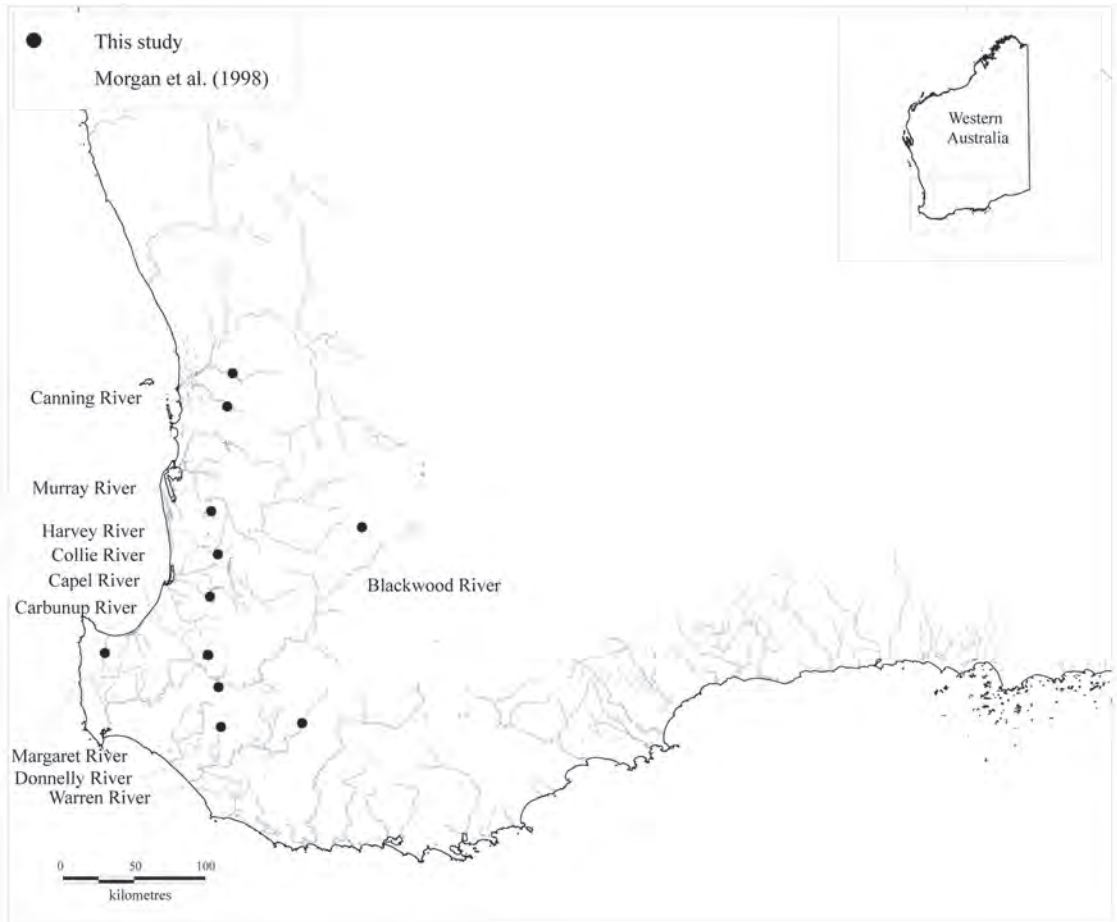 This study
Morgan et al. (1998)
Western
Australia
Canning River
Murray River
Harvey River
Collie River
Capel River
Carbunup River
Blackwood River
Margaret River
Donnelly River
Warren River
0 50 100
kilometres